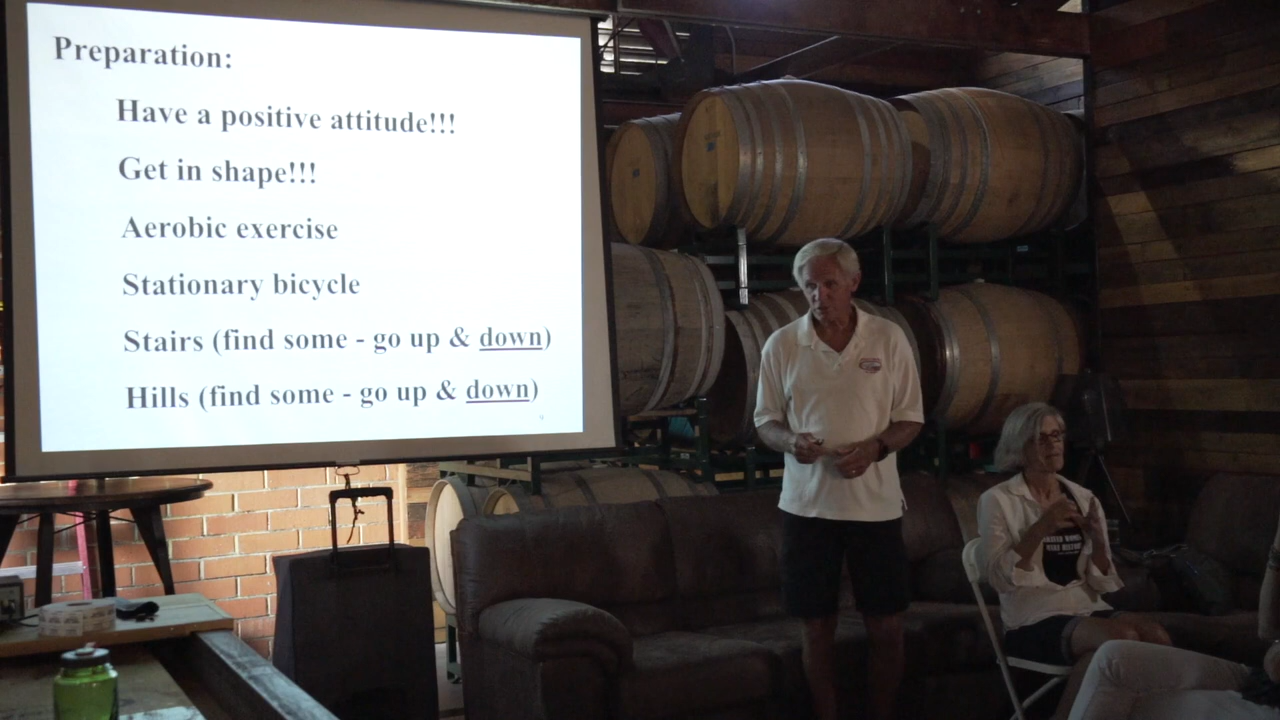 Preparation:
Have a positive attitude!!!
Get in shape!!!
Aerobic exercise
Stationary bicycle
Stairs (find some - go up & down)
Hills (find some - go up & down)